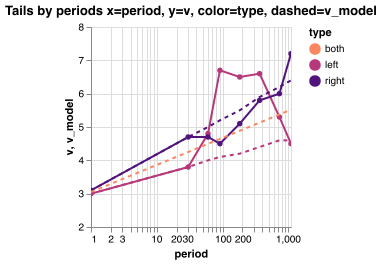 Tails by periods x=period, y=v, color=type, dashed=v_model
type
both
left
right
v, v_model
8
7
6
5
4
3
2
1 2 3 10 20 30 100 200 1,000
period